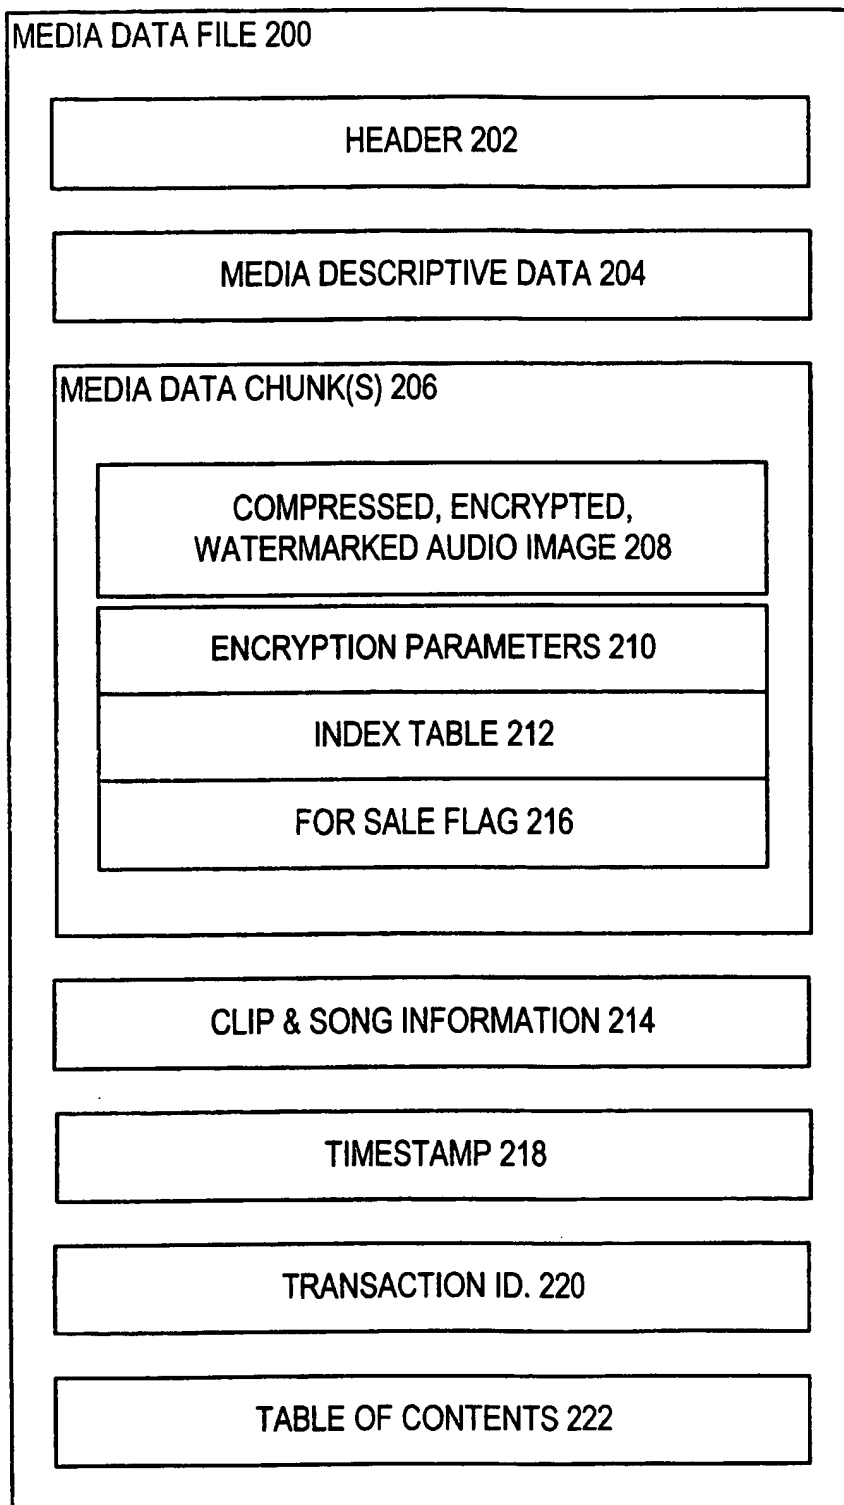 MEDIA DATA FILE 200
HEADER 202
MEDIA DESCRIPTIVE DATA 204
MEDIA DATA CHUNK(S) 206
COMPRESSED, ENCRYPTED,
WATERMARKED AUDIO IMAGE 208
ENCRYPTION PARAMETERS 210
INDEX TABLE 212
FOR SALE FLAG 216
CLIP & SONG INFORMATION 214
TIMESTAMP 218
TRANSACTION ID. 220
TABLE OF CONTENTS 222